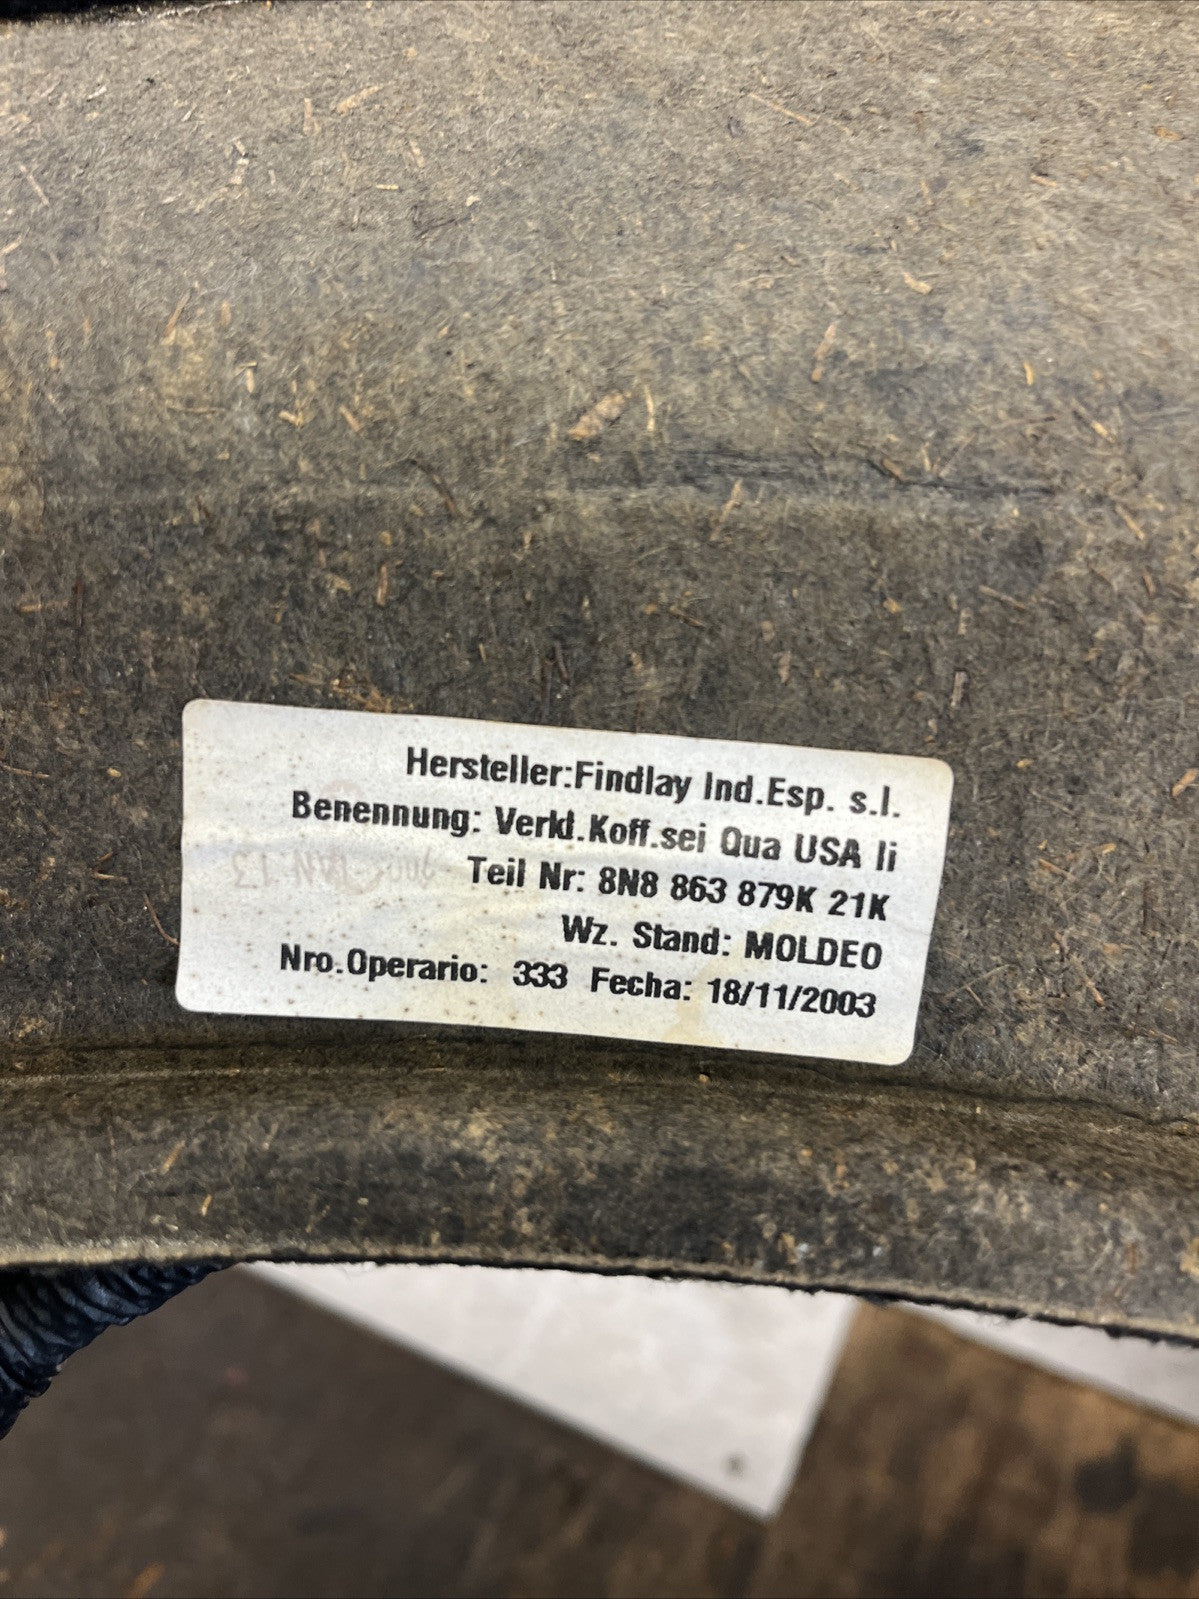 Hersteller:Findlay Ind.Esp. s.l.
Benennung: Verkl.Koff.sei Qua USA li
Teil Nr: 8N8 863 879K 21K
Wz. Stand: MOLDEO
Nro.Operario: 333 Fecha: 18/11/2003